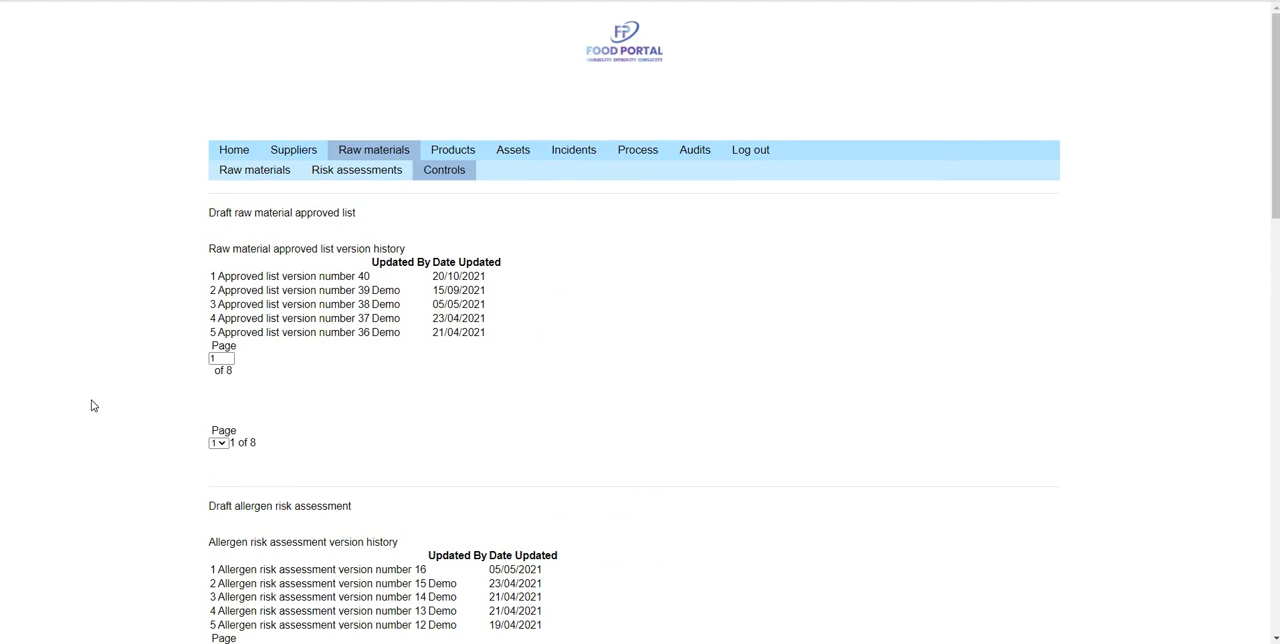 FP
FOOD PORTAL
CAPABILITY INTEGRITY SIMPLICITY
Home Suppliers Raw materials Products Assets Incidents Process Audits Log out
Raw materials Risk assessments Controls
Draft raw material approved list
Raw material approved list version history
Updated By Date Updated
1 Approved list version number 40 20/10/2021
2 Approved list version number 39 Demo 15/09/2021
3 Approved list version number 38 Demo 05/05/2021
4 Approved list version number 37 Demo 23/04/2021
5 Approved list version number 36 Demo 21/04/2021
Page
1
of 8
Page
1 1 of 8
Draft allergen risk assessment
Allergen risk assessment version history
Updated By Date Updated
1 Allergen risk assessment version number 16 05/05/2021
2 Allergen risk assessment version number 15 Demo 23/04/2021
3 Allergen risk assessment version number 14 Demo 21/04/2021
4 Allergen risk assessment version number 13 Demo 21/04/2021
5 Allergen risk assessment version number 12 Demo 19/04/2021
Page